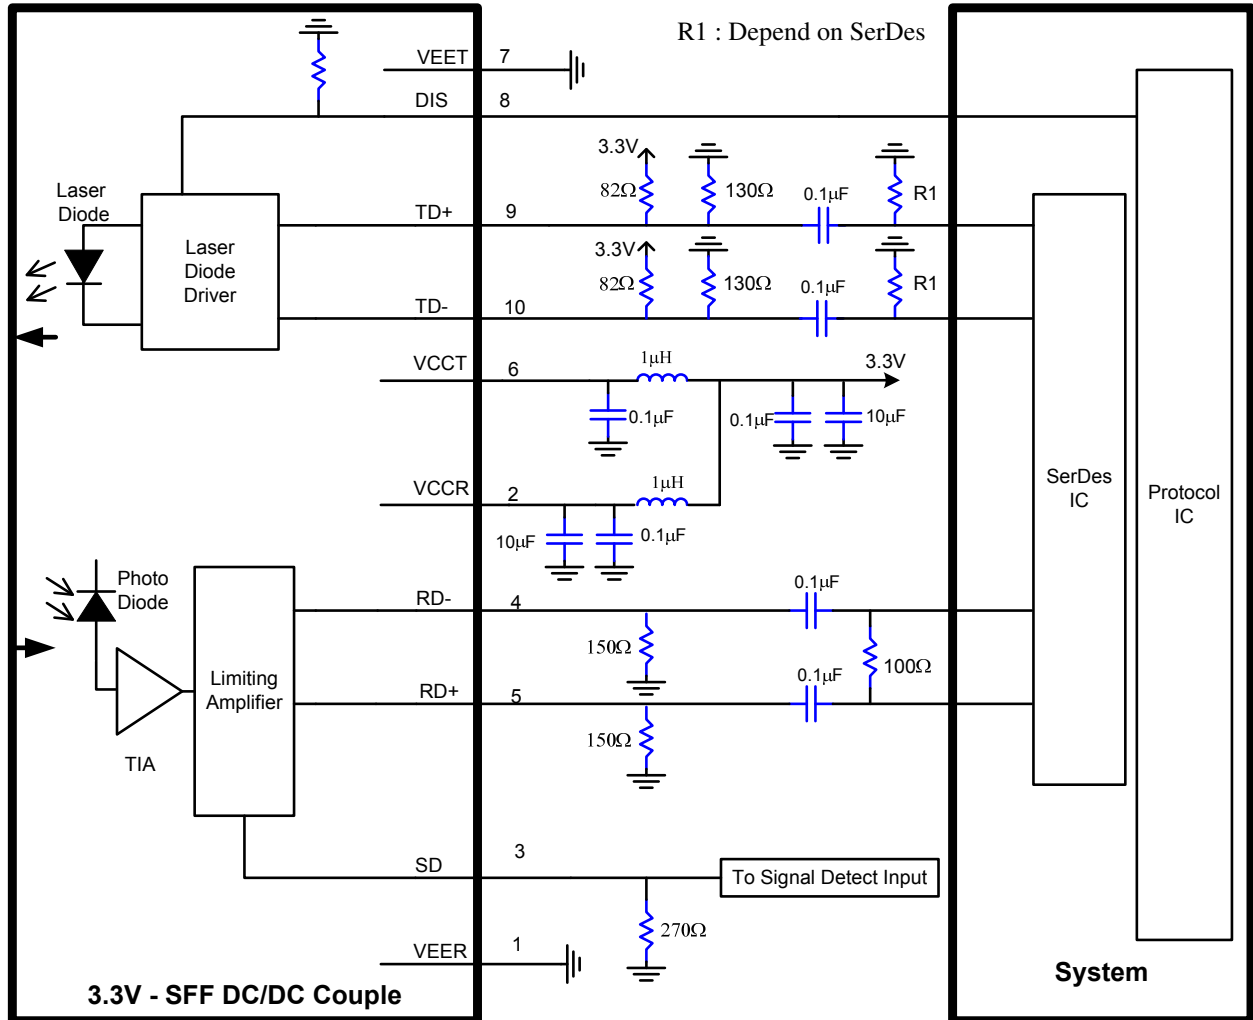 R1 : Depend on SerDes
VEET 7
DIS 8
3.3V
82Ω
130Ω
0.1μF
R1
Laser
Diode
TD+ 9
Laser
Diode
Driver
3.3V
82Ω
130Ω
0.1μF
R1
TD- 10
VCCT 6
1μH
3.3V
0.1μF
0.1μF
10μF
VCCR 2
1μH
10μF
0.1μF
SerDes
IC
Protocol
IC
Photo
Diode
RD- 4
0.1μF
150Ω
100Ω
Limiting
Amplifier
RD+ 5
0.1μF
150Ω
TIA
SD 3
To Signal Detect Input
270Ω
VEER 1
3.3V - SFF DC/DC Couple
System